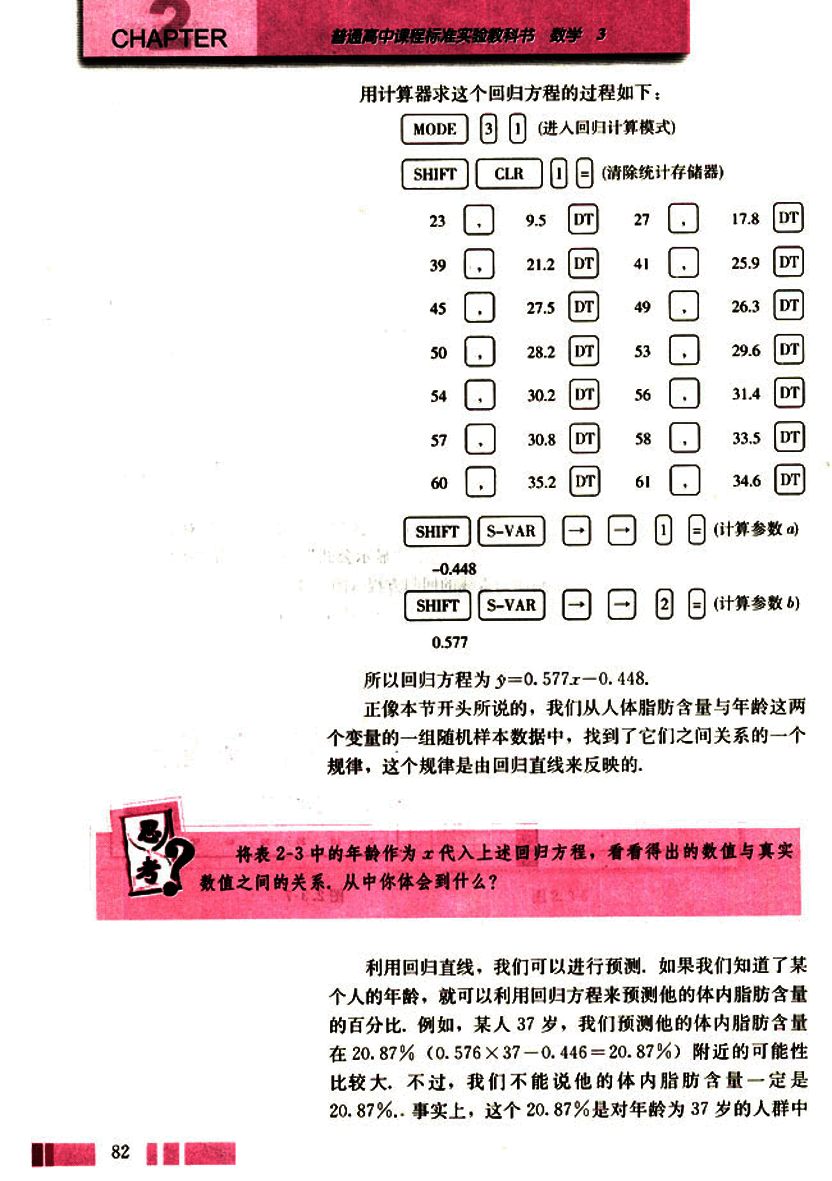 2
CHAPTER
普通高中课程标准实验教科书 数学 3
用计算器求这个回归方程的过程如下：
MODE 3 1 (进入回归计算模式)
SHIFT CLR 1 = (清除统计存储器)
23 , 9.5 DT 27 , 17.8 DT
39 , 21.2 DT 41 , 25.9 DT
45 , 27.5 DT 49 , 26.3 DT
50 , 28.2 DT 53 , 29.6 DT
54 , 30.2 DT 56 , 31.4 DT
57 , 30.8 DT 58 , 33.5 DT
60 , 35.2 DT 61 , 34.6 DT
SHIFT S-VAR → → 1 = (计算参数 a)
-0.448
SHIFT S-VAR → → 2 = (计算参数 b)
0.577
所以回归方程为 ŷ=0.577x-0.448.
正像本节开头所说的，我们从人体脂肪含量与年龄这两
个变量的一组随机样本数据中，找到了它们之间关系的一个
规律，这个规律是由回归直线来反映的.
思考？
将表 2-3 中的年龄作为 x 代入上述回归方程，看看得出的数值与真实
数值之间的关系. 从中你体会到什么？
利用回归直线，我们可以进行预测. 如果我们知道了某
个人的年龄，就可以利用回归方程来预测他的体内脂肪含量
的百分比. 例如，某人 37 岁，我们预测他的体内脂肪含量
在 20.87％（0.576×37-0.446=20.87％）附近的可能性
比较大. 不过，我们不能说他的体内脂肪含量一定是
20.87％.. 事实上，这个 20.87％是对年龄为 37 岁的人群中
82